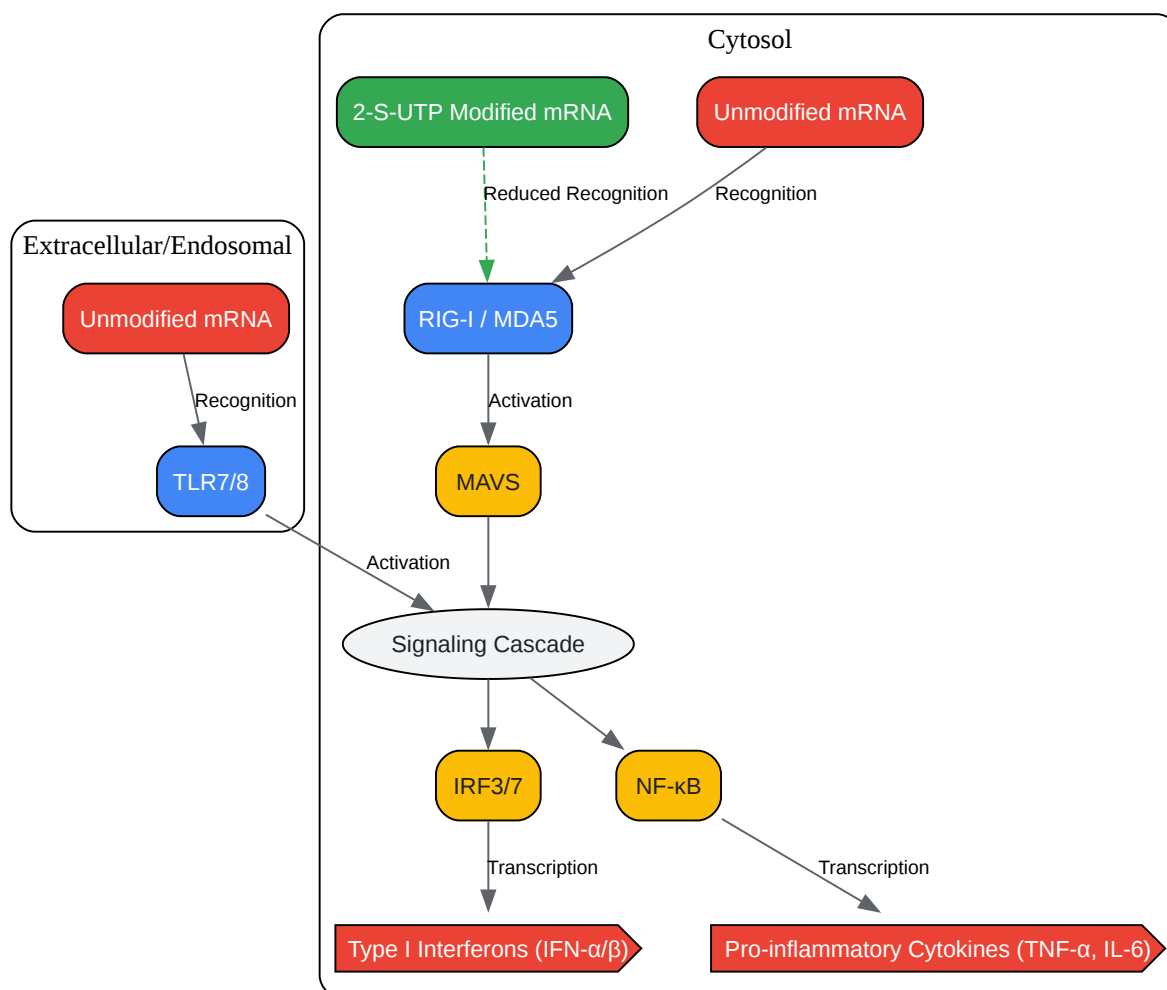 Cytosol
2-S-UTP Modified mRNA
Unmodified mRNA
Reduced Recognition
Recognition
Extracellular/Endosomal
Unmodified mRNA
RIG-I / MDA5
Recognition
Activation
TLR7/8
MAVS
Activation
Signaling Cascade
IRF3/7
NF-κB
Transcription
Transcription
Type I Interferons (IFN-α/β)
Pro-inflammatory Cytokines (TNF-α, IL-6)